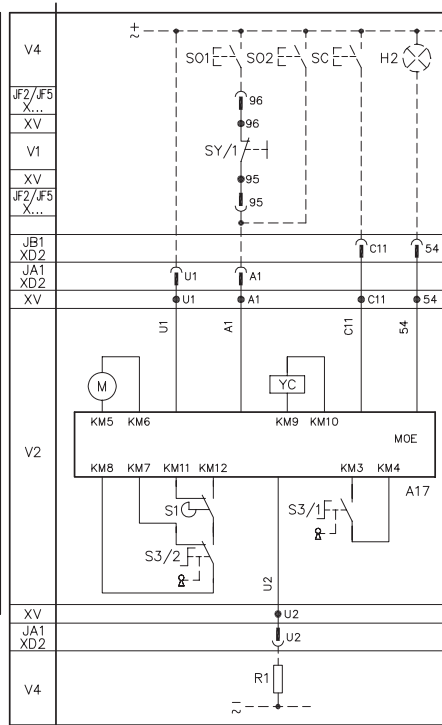 V4
~+
SO1
SO2
SC
H2
JF2/JF5
X...
96
XV
96
V1
SY/1
XV
95
JF2/JF5
X...
95
JB1
XD2
C11
54
JA1
XD2
U1
A1
XV
U1
A1
C11
54
U1
A1
C11
54
M
YC
V2
KM5
KM6
KM9
KM10
MOE
KM8
KM7
KM11
KM12
KM3
KM4
A17
S1
S3/1
S3/2
U2
XV
U2
JA1
XD2
U2
V4
R1
~-